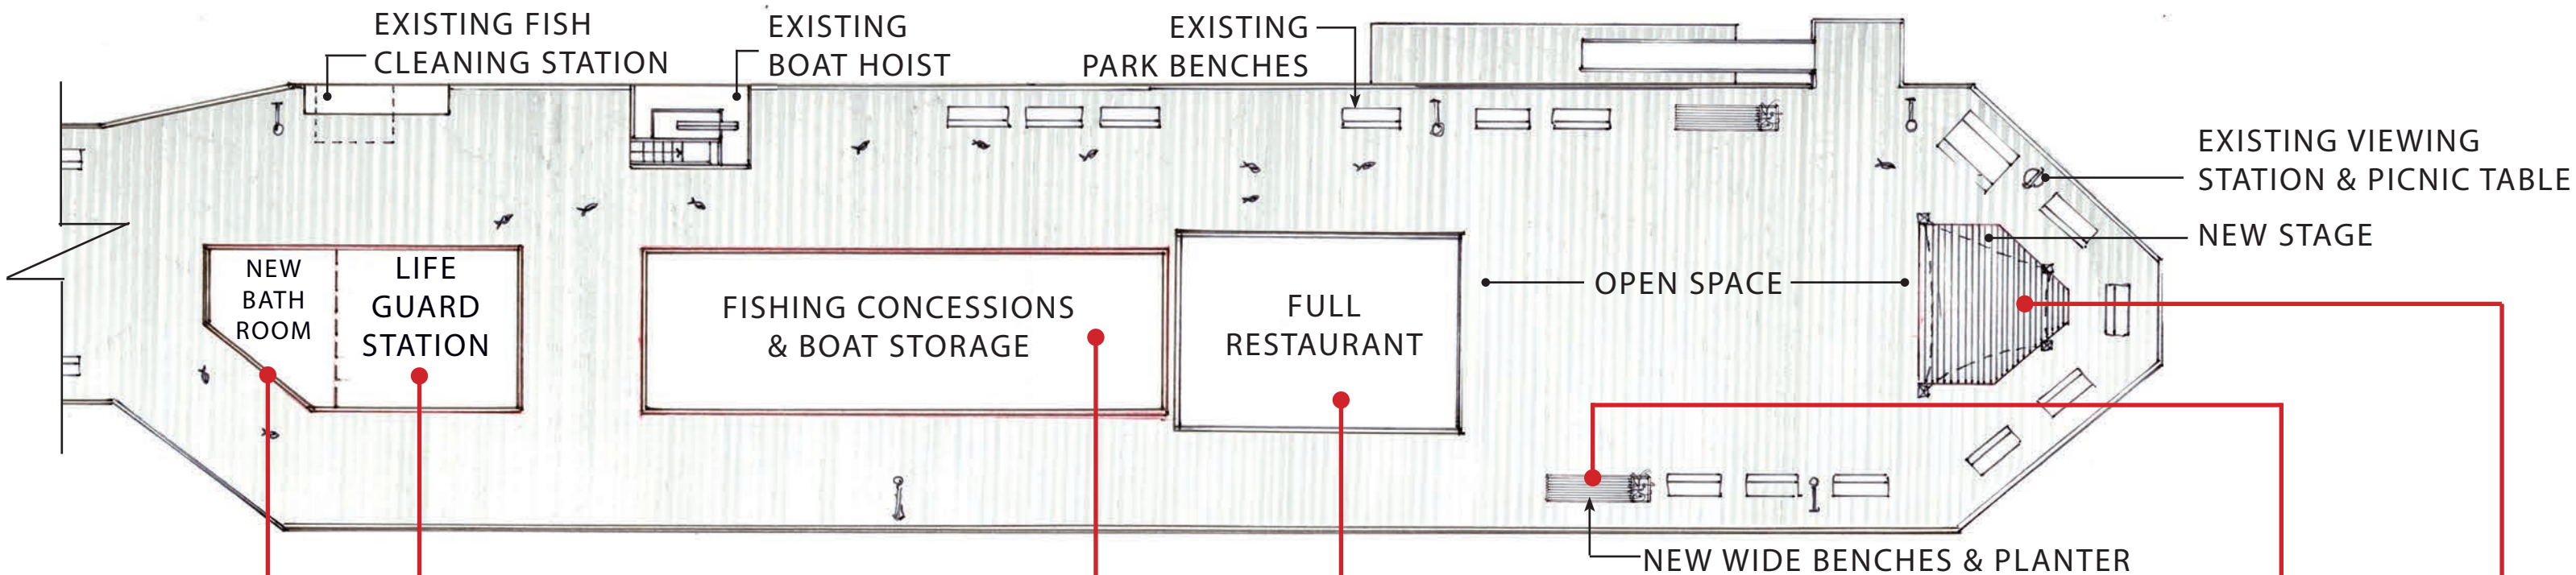 EXISTING FISH
CLEANING STATION
EXISTING
BOAT HOIST
EXISTING
PARK BENCHES
EXISTING VIEWING
STATION & PICNIC TABLE
NEW STAGE
NEW
BATH
ROOM
LIFE
GUARD
STATION
FISHING CONCESSIONS
& BOAT STORAGE
FULL
RESTAURANT
OPEN SPACE
NEW WIDE BENCHES & PLANTER